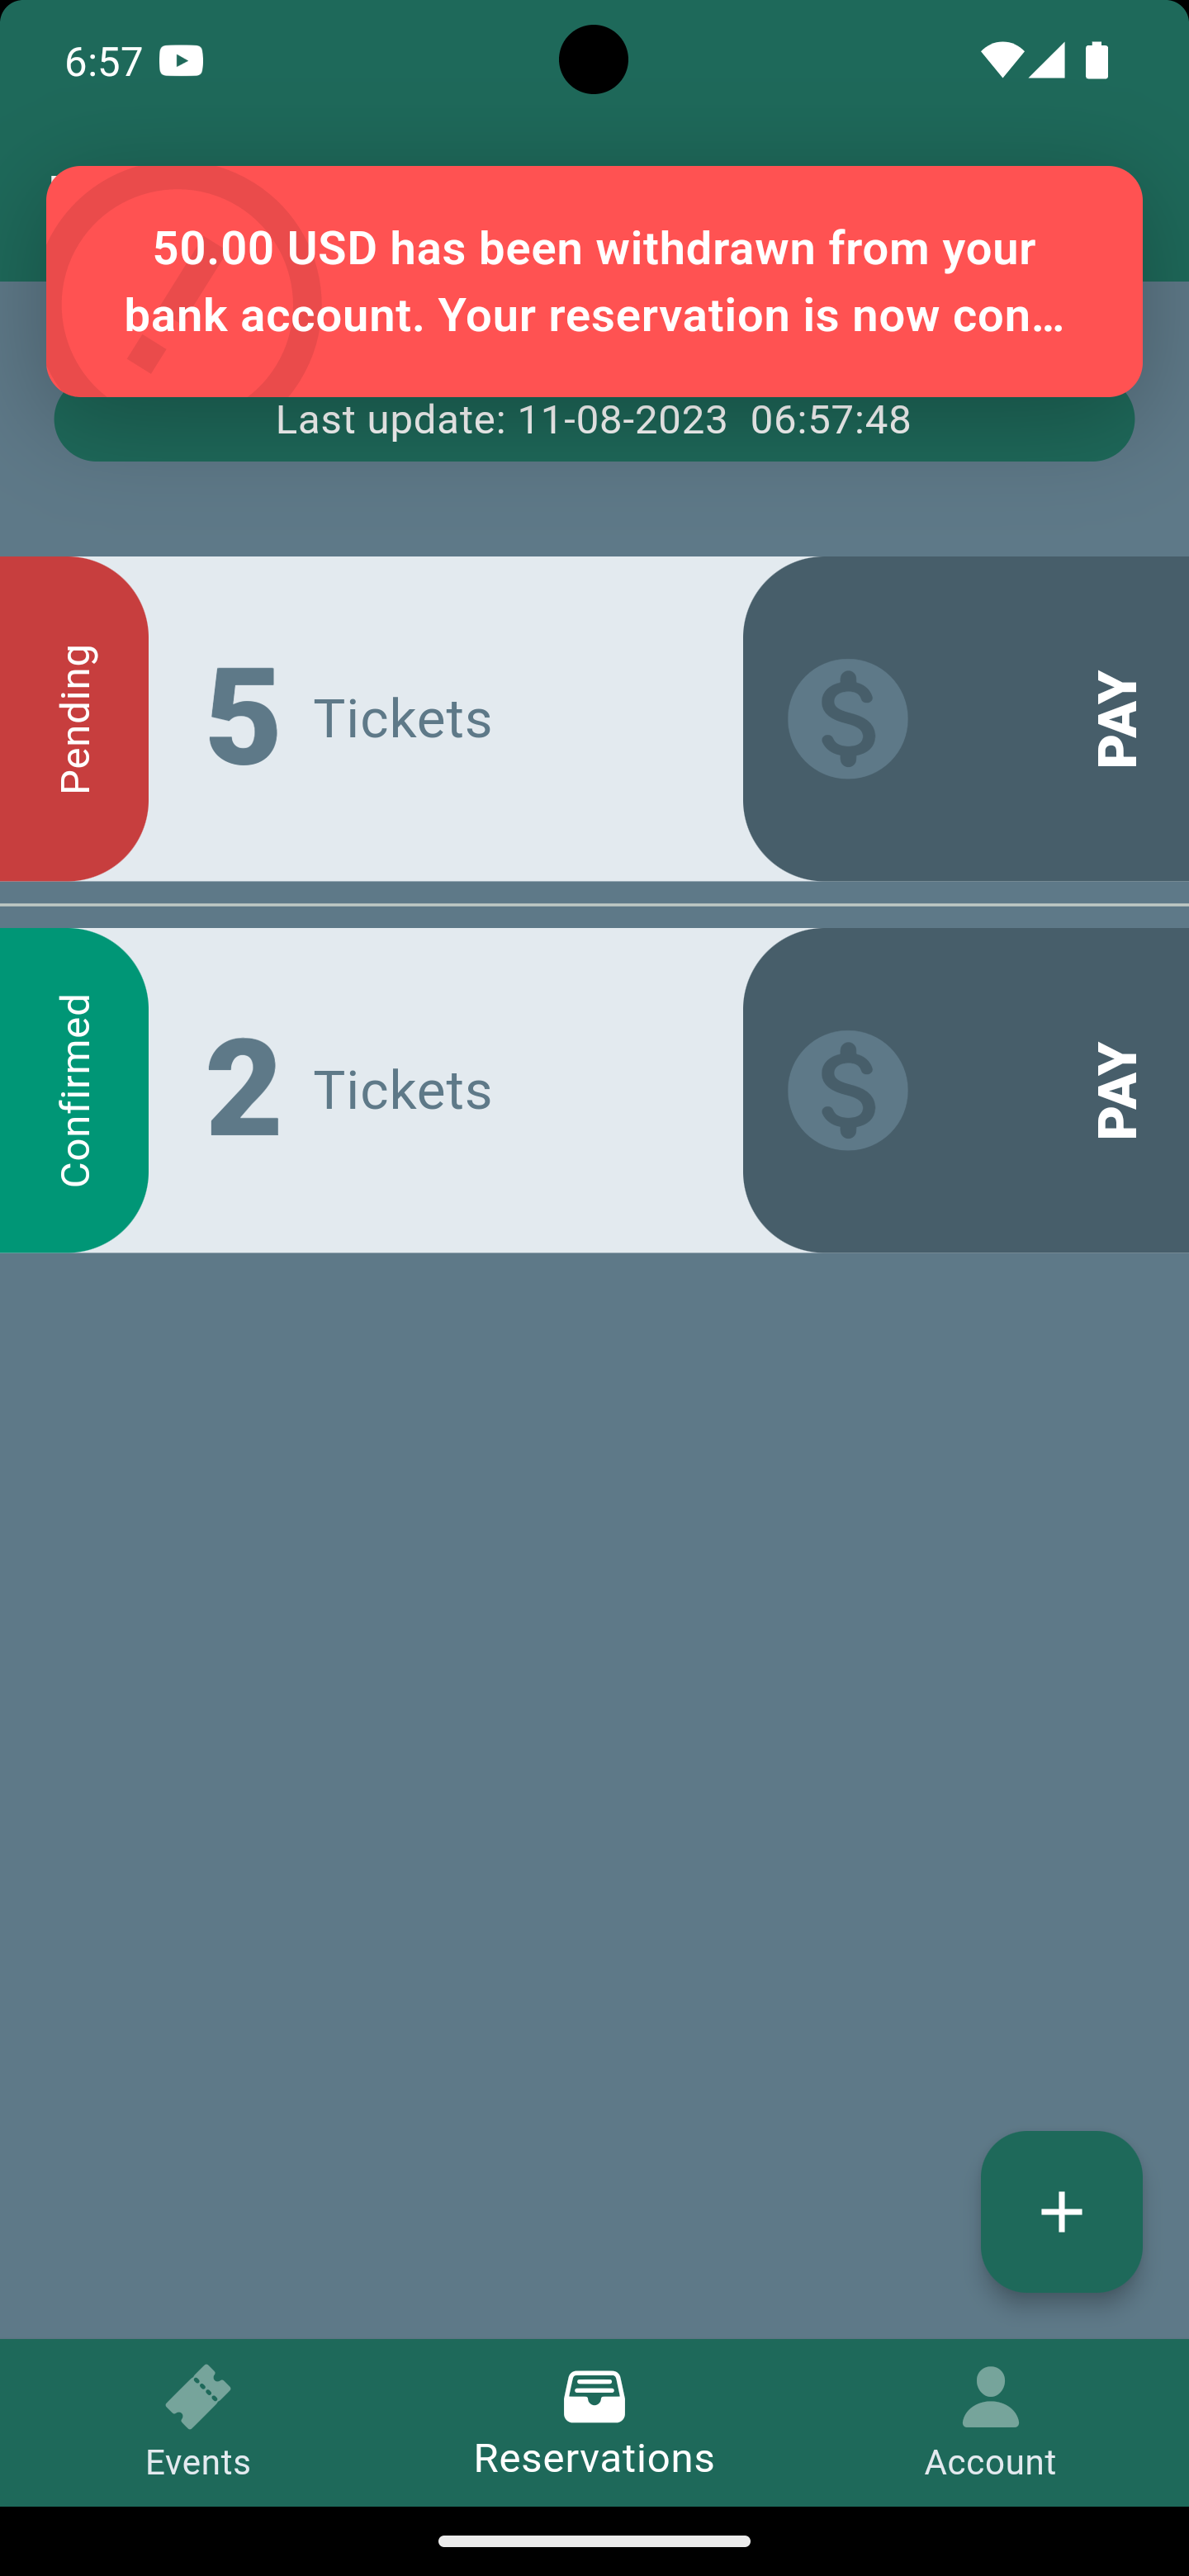 6:57
50.00 USD has been withdrawn from your
bank account. Your reservation is now con…
Last update: 11-08-2023 06:57:48
Pending
5 Tickets
PAY
Confirmed
2 Tickets
PAY
Events
Reservations
Account